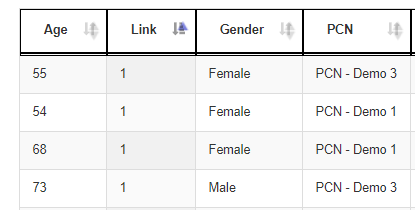 Age Link Gender PCN
55 1 Female PCN - Demo 3
54 1 Female PCN - Demo 1
68 1 Female PCN - Demo 1
73 1 Male PCN - Demo 3